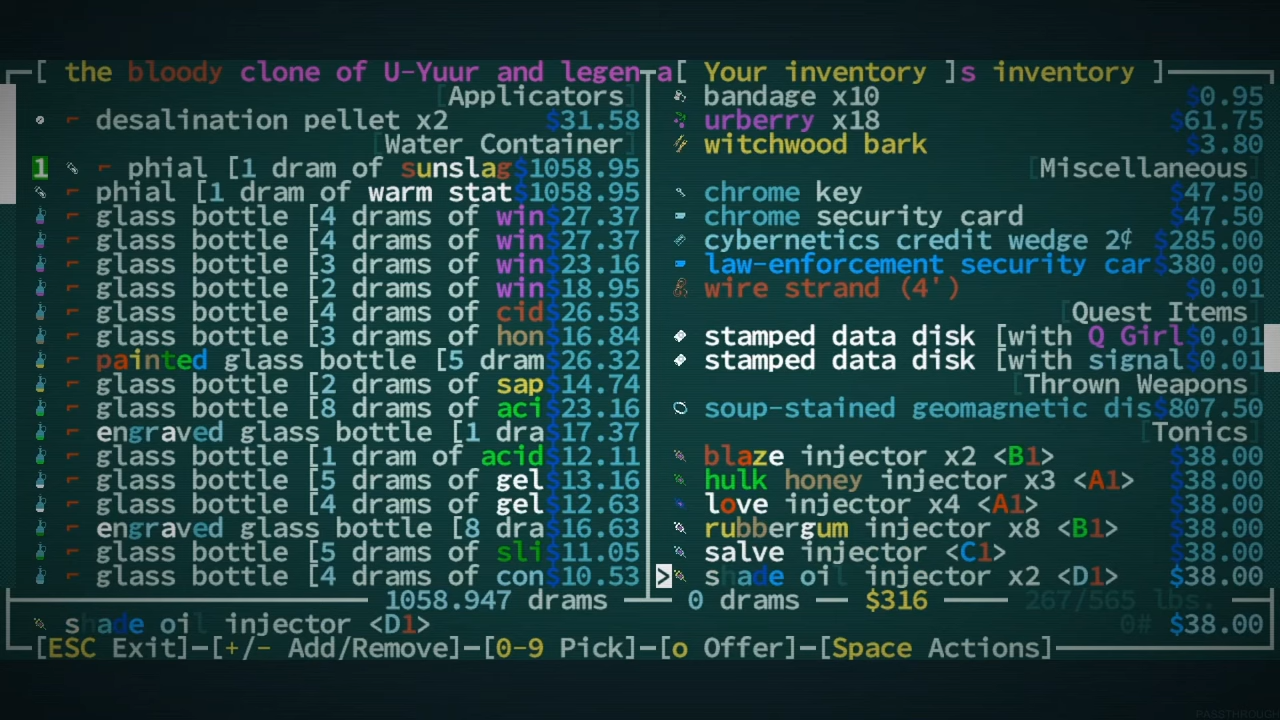 [ the bloody clone of U-Yuur and legen a[ Your inventory ]s inventory ]
[Applicators]
desalination pellet x2 $31.58
[Water Container]
1 phial [1 dram of sunslag $1058.95
phial [1 dram of warm stat $1058.95
glass bottle [4 drams of win $27.37
glass bottle [4 drams of win $27.37
glass bottle [3 drams of win $23.16
glass bottle [2 drams of win $18.95
glass bottle [4 drams of cid $26.53
glass bottle [3 drams of hon $16.84
painted glass bottle [5 dram $26.32
glass bottle [2 drams of sap $14.74
glass bottle [8 drams of aci $23.16
engraved glass bottle [1 dra $17.37
glass bottle [1 dram of acid $12.11
glass bottle [5 drams of gel $13.16
glass bottle [4 drams of gel $12.63
engraved glass bottle [8 dra $16.63
glass bottle [5 drams of sli $11.05
glass bottle [4 drams of con $10.53
bandage x10 $0.95
urberry x18 $61.75
witchwood bark $3.80
[Miscellaneous]
chrome key $47.50
chrome security card $47.50
cybernetics credit wedge 2¢ $285.00
law-enforcement security car $380.00
wire strand (4') $0.01
[Quest Items]
stamped data disk [with Q Girl $0.01
stamped data disk [with signal $0.01
[Thrown Weapons]
soup-stained geomagnetic dis $807.50
[Tonics]
blaze injector x2 <B1> $38.00
hulk honey injector x3 <A1> $38.00
love injector x4 <A1> $38.00
rubbergum injector x8 <B1> $38.00
salve injector <C1> $38.00
> shade oil injector x2 <D1> $38.00
1058.947 drams 0 drams $316 267/565 lbs.
shade oil injector <D1> 0# $38.00
[ESC Exit]-[+/- Add/Remove]-[0-9 Pick]-[o Offer]-[Space Actions]